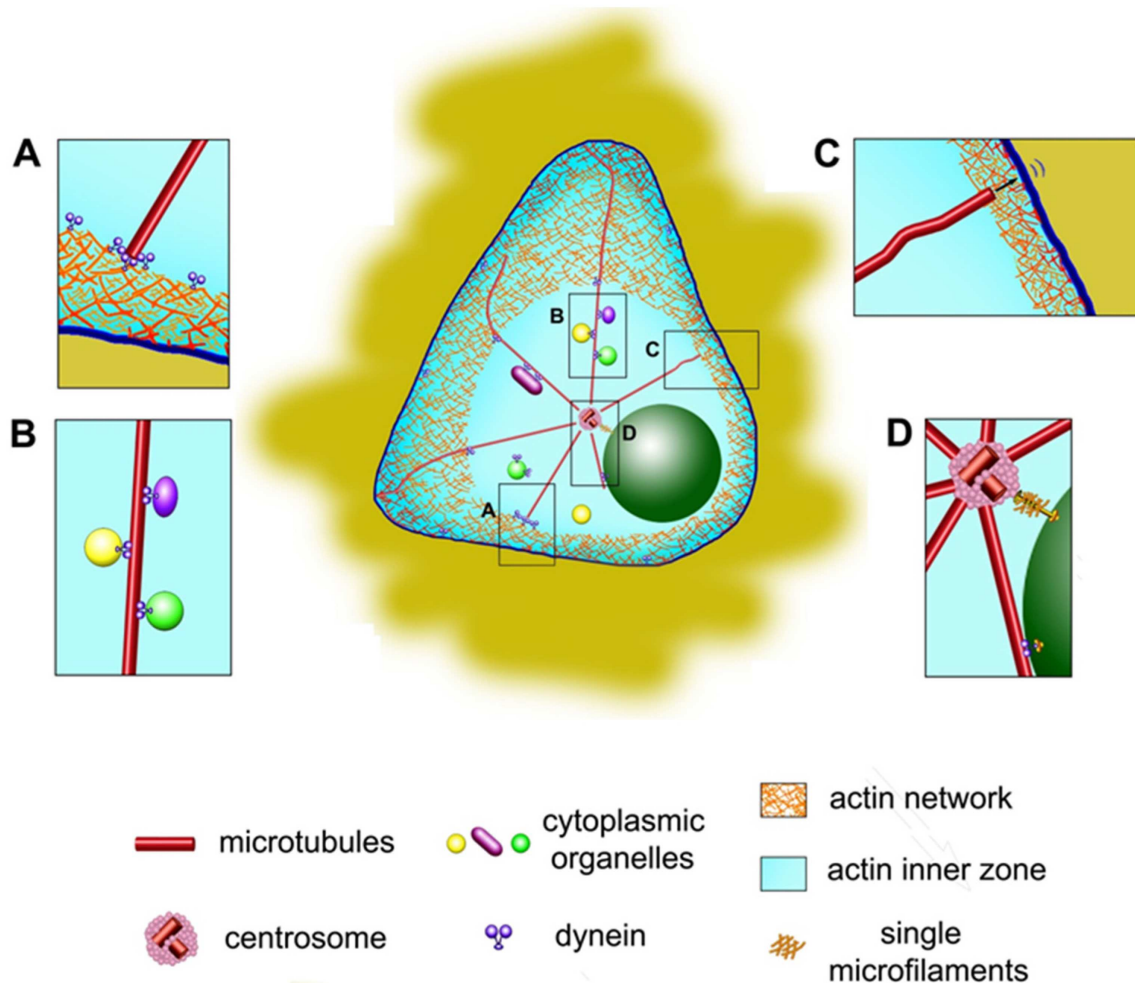 A
C
B
C
D
A
B
D
microtubules
cytoplasmic
organelles
actin network
actin inner zone
centrosome
dynein
single
microfilaments